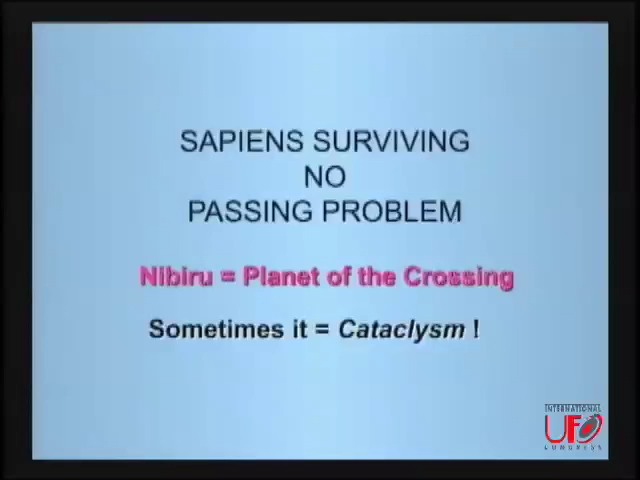 SAPIENS SURVIVING
NO
PASSING PROBLEM
Nibiru = Planet of the Crossing
Sometimes it = Cataclysm !
INTERNATIONAL
UFO
CONGRESS